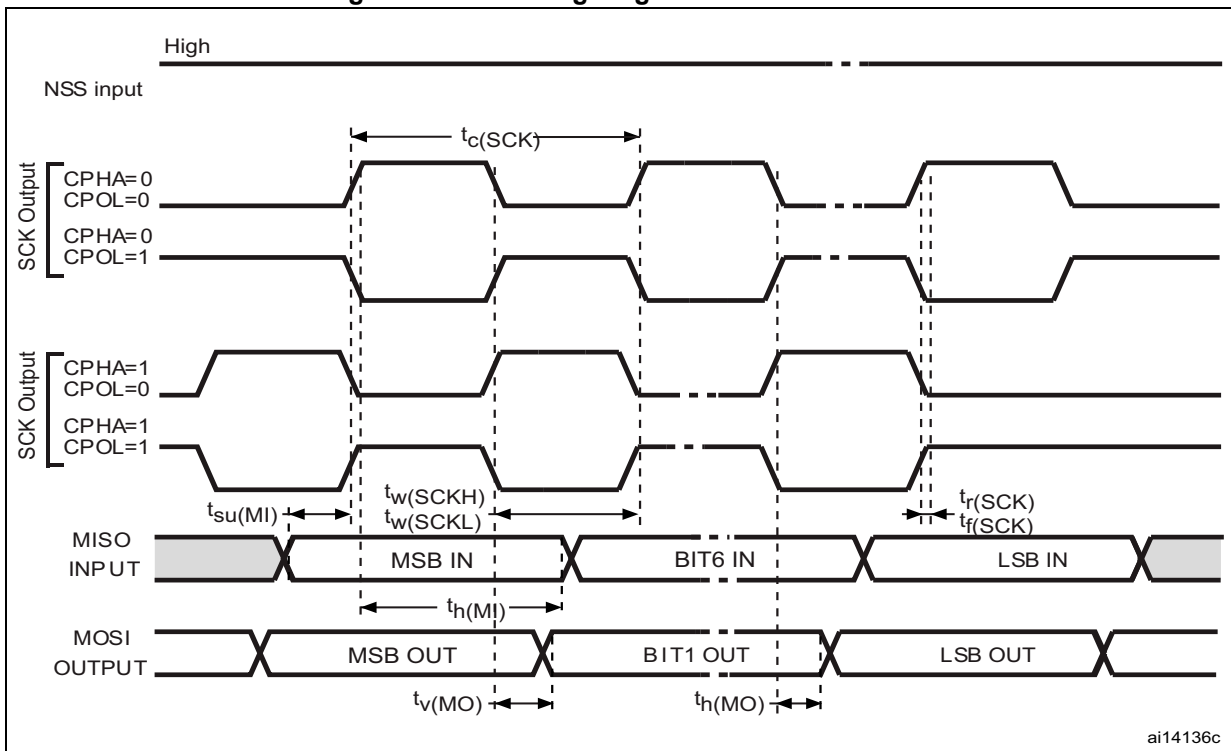 High
NSS input
tc(SCK)
SCK Output
CPHA=0
CPOL=0
CPHA=0
CPOL=1
SCK Output
CPHA=1
CPOL=0
CPHA=1
CPOL=1
tsu(MI)
tw(SCKH)
tw(SCKL)
tr(SCK)
tf(SCK)
MISO
INPUT
MSB IN
BIT6 IN
LSB IN
th(MI)
MOSI
OUTPUT
MSB OUT
BIT1 OUT
LSB OUT
tv(MO)
th(MO)
ai14136c